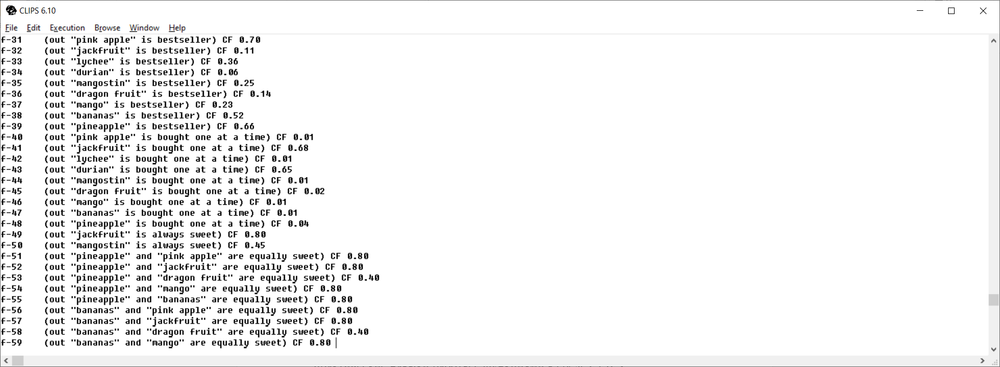 CLIPS 6.10
File Edit Execution Browse Window Help
f-31 (out "pink apple" is bestseller) CF 0.70
f-32 (out "jackfruit" is bestseller) CF 0.11
f-33 (out "lychee" is bestseller) CF 0.36
f-34 (out "durian" is bestseller) CF 0.06
f-35 (out "mangostin" is bestseller) CF 0.25
f-36 (out "dragon fruit" is bestseller) CF 0.14
f-37 (out "mango" is bestseller) CF 0.23
f-38 (out "bananas" is bestseller) CF 0.52
f-39 (out "pineapple" is bestseller) CF 0.66
f-40 (out "pink apple" is bought one at a time) CF 0.01
f-41 (out "jackfruit" is bought one at a time) CF 0.68
f-42 (out "lychee" is bought one at a time) CF 0.01
f-43 (out "durian" is bought one at a time) CF 0.65
f-44 (out "mangostin" is bought one at a time) CF 0.01
f-45 (out "dragon fruit" is bought one at a time) CF 0.02
f-46 (out "mango" is bought one at a time) CF 0.01
f-47 (out "bananas" is bought one at a time) CF 0.01
f-48 (out "pineapple" is bought one at a time) CF 0.04
f-49 (out "jackfruit" is always sweet) CF 0.80
f-50 (out "mangostin" is always sweet) CF 0.45
f-51 (out "pineapple" and "pink apple" are equally sweet) CF 0.80
f-52 (out "pineapple" and "jackfruit" are equally sweet) CF 0.80
f-53 (out "pineapple" and "dragon fruit" are equally sweet) CF 0.40
f-54 (out "pineapple" and "mango" are equally sweet) CF 0.80
f-55 (out "pineapple" and "bananas" are equally sweet) CF 0.80
f-56 (out "bananas" and "pink apple" are equally sweet) CF 0.80
f-57 (out "bananas" and "jackfruit" are equally sweet) CF 0.80
f-58 (out "bananas" and "dragon fruit" are equally sweet) CF 0.40
f-59 (out "bananas" and "mango" are equally sweet) CF 0.80